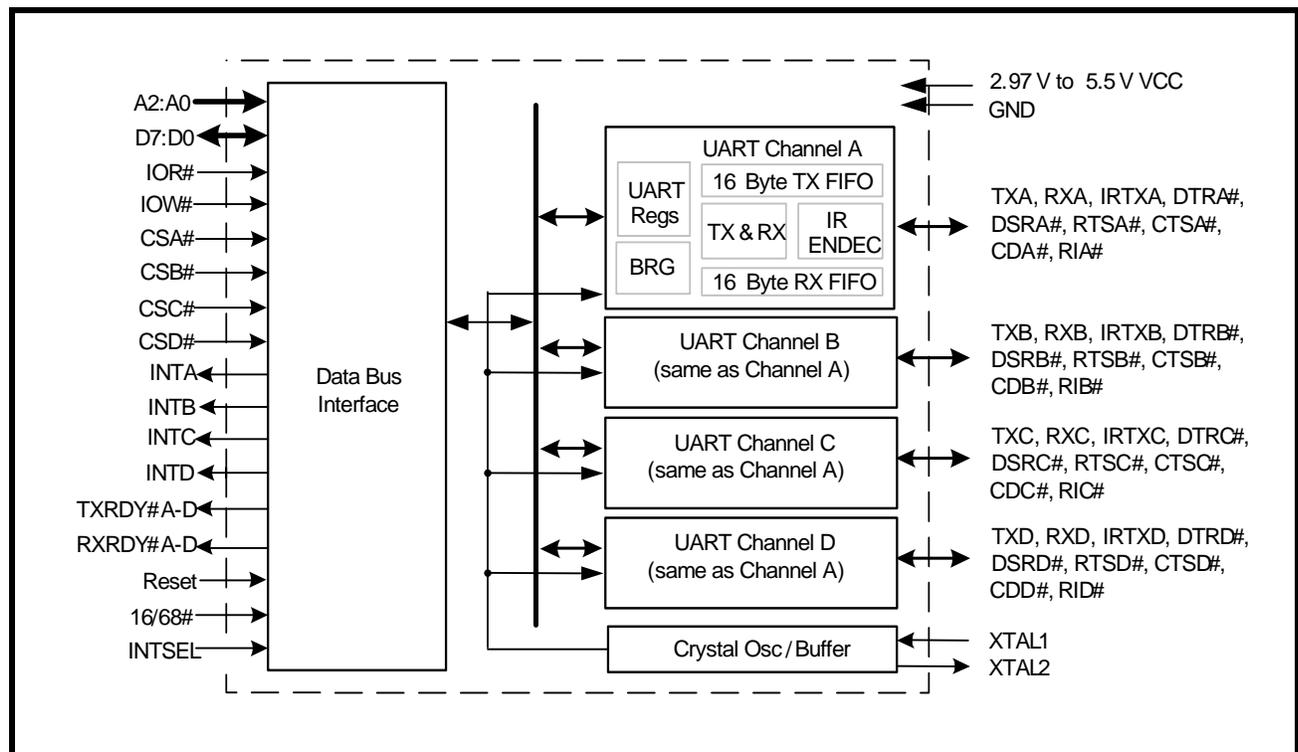 A2:A0
D7:D0
IOR#
IOW#
CSA#
CSB#
CSC#
CSD#
INTA
INTB
INTC
INTD
TXRDY# A-D
RXRDY# A-D
Reset
16/68#
INTSEL
Data Bus
Interface
UART Channel A
UART
Regs
BRG
16 Byte TX FIFO
TX & RX
IR
ENDEC
16 Byte RX FIFO
UART Channel B
(same as Channel A)
UART Channel C
(same as Channel A)
UART Channel D
(same as Channel A)
Crystal Osc / Buffer
2.97 V to 5.5 V VCC
GND
TXA, RXA, IRTXA, DTRA#,
DSRA#, RTSA#, CTSA#,
CDA#, RIA#
TXB, RXB, IRTXB, DTRB#,
DSRB#, RTSB#, CTSB#,
CDB#, RIB#
TXC, RXC, IRTXC, DTRC#,
DSRC#, RTSC#, CTSC#,
CDC#, RIC#
TXD, RXD, IRTXD, DTRD#,
DSRD#, RTSD#, CTSD#,
CDD#, RID#
XTAL1
XTAL2